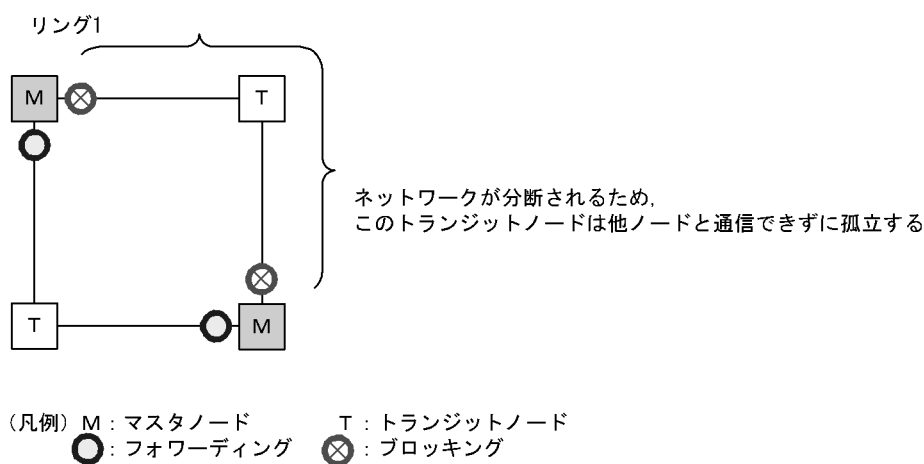 リング1
M
T
ネットワークが分断されるため,
このトランジットノードは他ノードと通信できずに孤立する
T
M
(凡例) M:マスタノード T:トランジットノード
:フォワーディング :ブロッキング